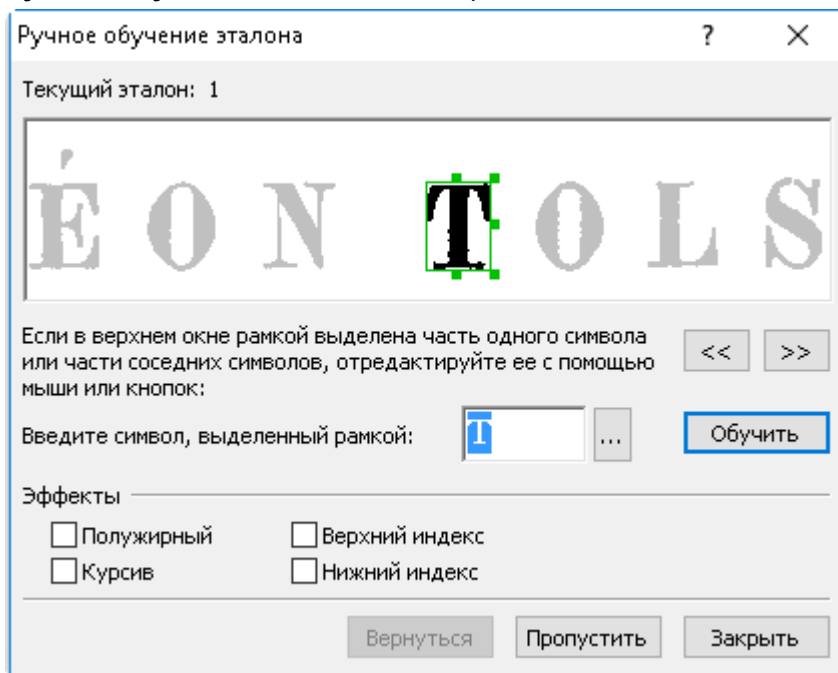 Ручное обучение эталона ? ×
Текущий эталон: 1
ÉON TOLS
Если в верхнем окне рамкой выделена часть одного символа
или части соседних символов, отредактируйте ее с помощью
мыши или кнопок:
<< >>
Введите символ, выделенный рамкой: T ... Обучить
Эффекты
Полужирный Верхний индекс
Курсив Нижний индекс
Вернуться Пропустить Закрыть